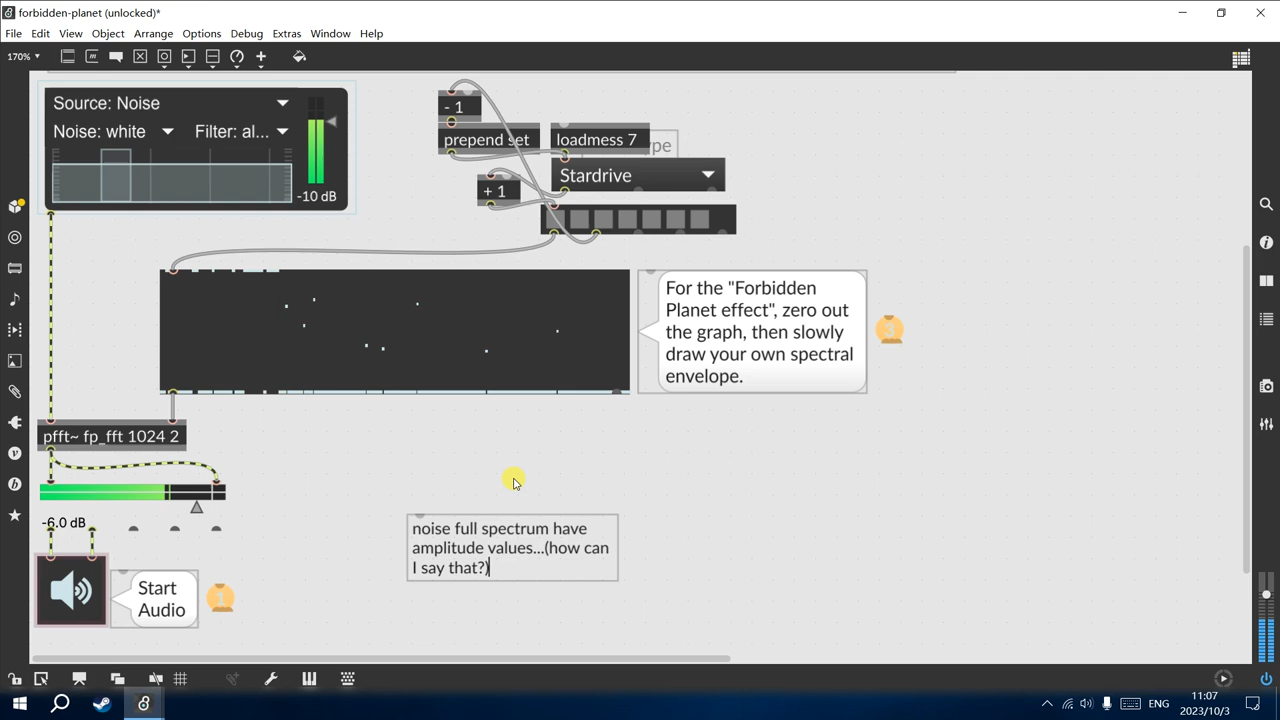 forbidden-planet (unlocked)*
File Edit View Object Arrange Options Debug Extras Window Help
170%
Source: Noise
Noise: white
Filter: al...
-10 dB
- 1
prepend set
loadmess 7
ype
Stardrive
+ 1
For the "Forbidden
Planet effect", zero out
the graph, then slowly
draw your own spectral
envelope.
3
pfft~ fp_fft 1024 2
-6.0 dB
noise full spectrum have
amplitude values...(how can
I say that?)
Start
Audio
1
ENG
11:07
2023/10/3